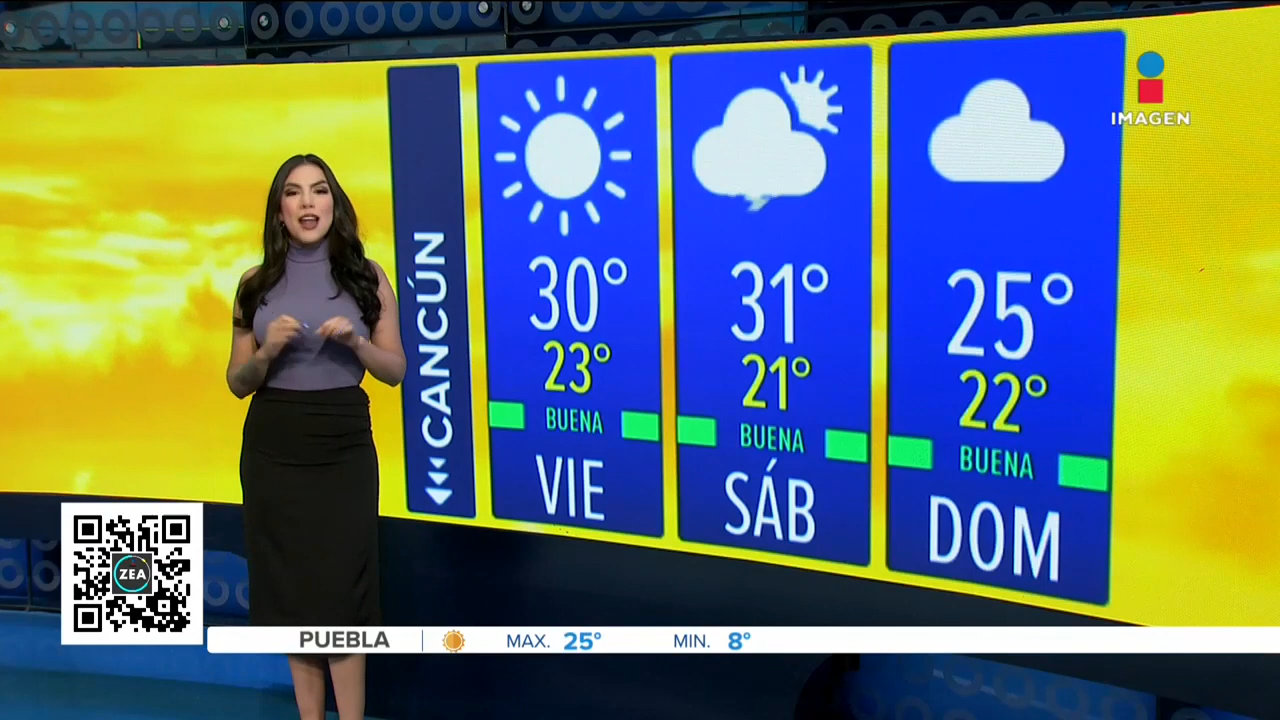 IMAGEN
CANCÚN
30°
23°
BUENA
VIE
31°
21°
BUENA
SÁB
25°
22°
BUENA
DOM
ZEA
PUEBLA MAX. 25° MIN. 8°